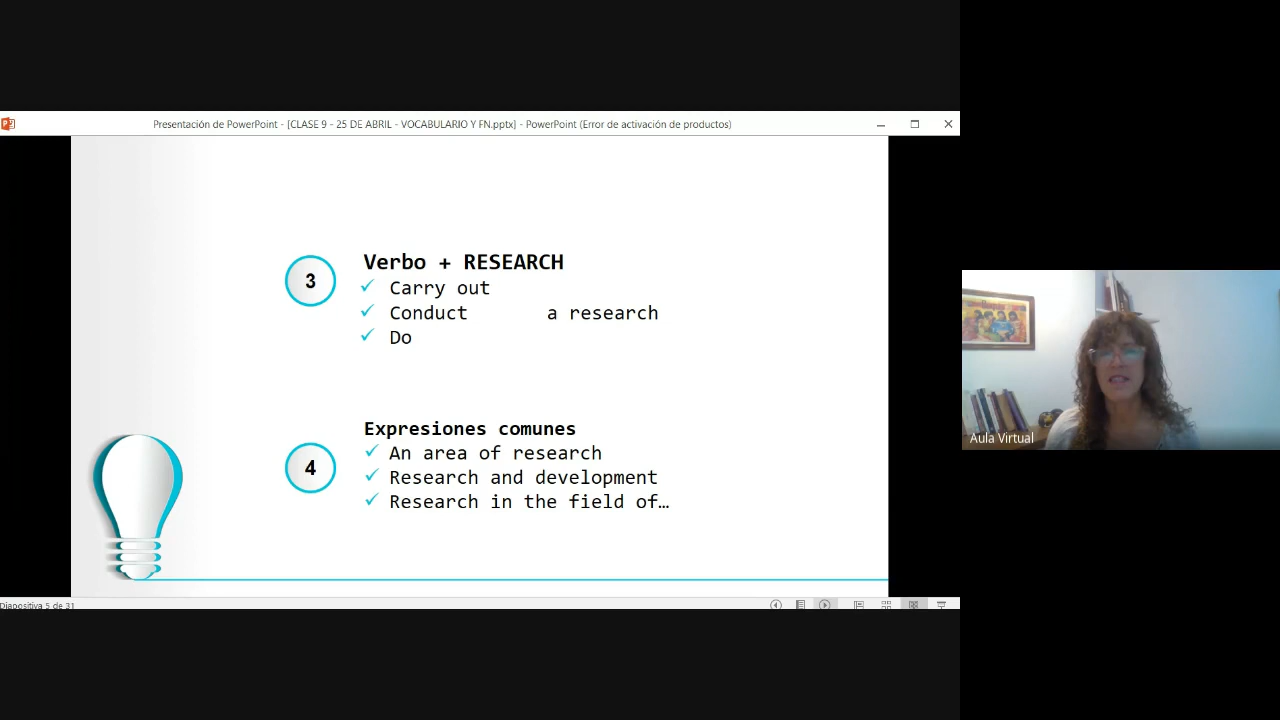 Presentación de PowerPoint - [CLASE 9 - 25 DE ABRIL - VOCABULARIO Y FN.pptx] - PowerPoint (Error de activación de productos)
3
Verbo + RESEARCH
Carry out
Conduct a research
Do
4
Expresiones comunes
An area of research
Research and development
Research in the field of…
Aula Virtual
Diapositiva 5 de 31